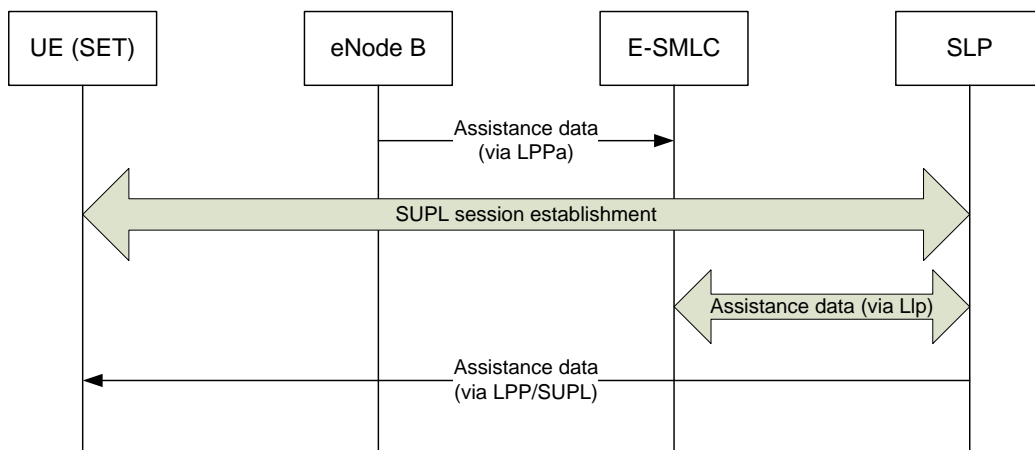 UE (SET)
eNode B
E-SMLC
SLP
Assistance data
(via LPPa)
SUPL session establishment
Assistance data (via Llp)
Assistance data
(via LPP/SUPL)